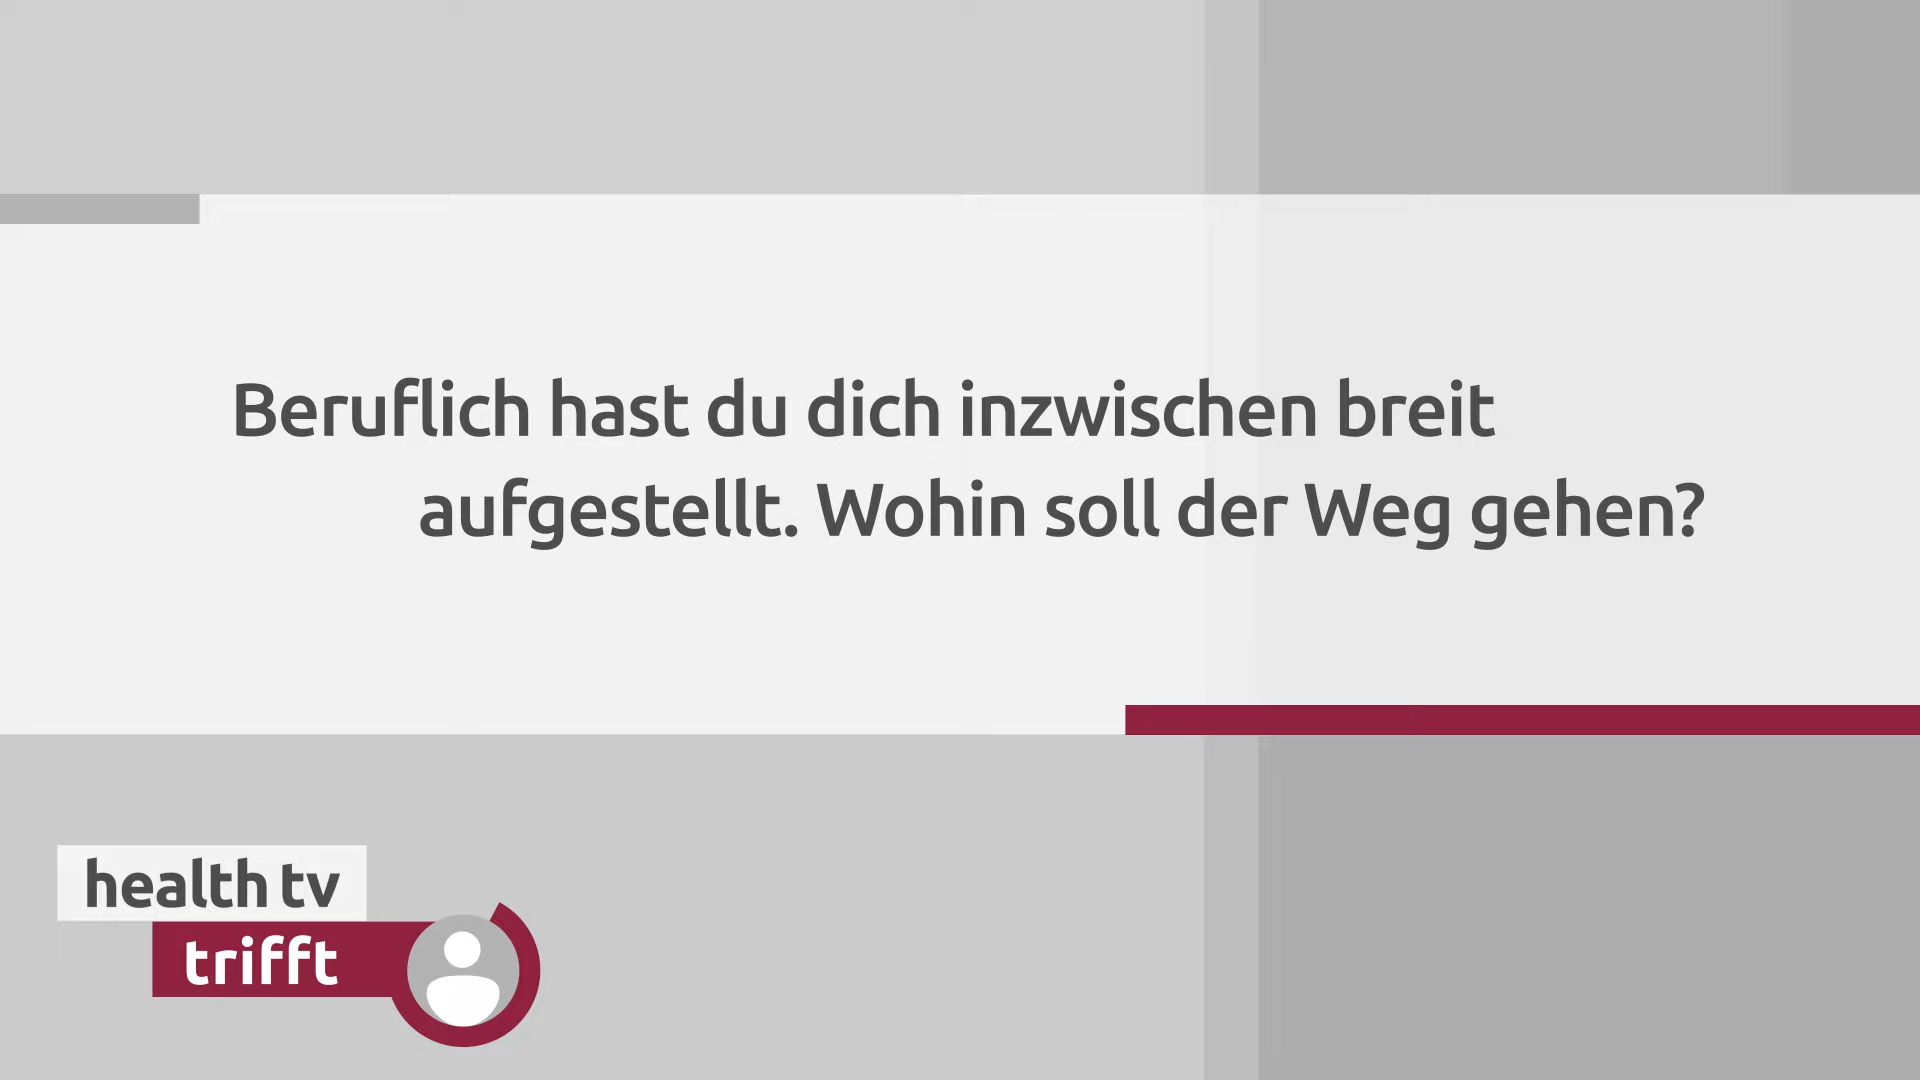 Beruflich hast du dich inzwischen breit
aufgestellt. Wohin soll der Weg gehen?
health tv
trifft